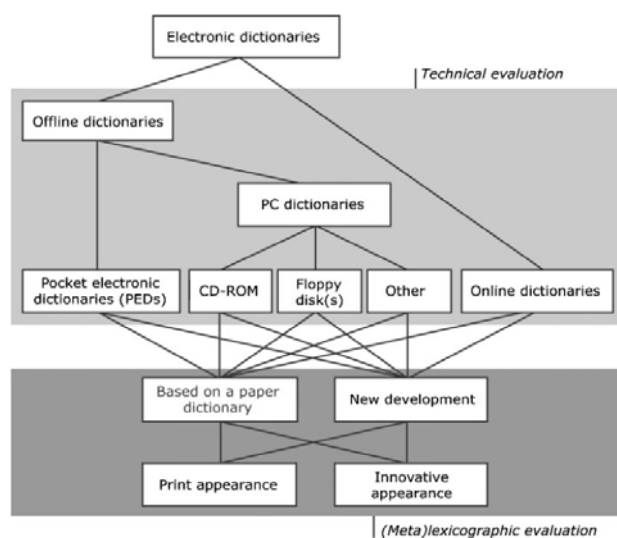 Electronic dictionaries
Technical evaluation
Offline dictionaries
PC dictionaries
Pocket electronic
dictionaries (PEDs)
CD-ROM
Floppy
disk(s)
Other
Online dictionaries
Based on a paper
dictionary
New development
Print appearance
Innovative
appearance
(Meta)lexicographic evaluation